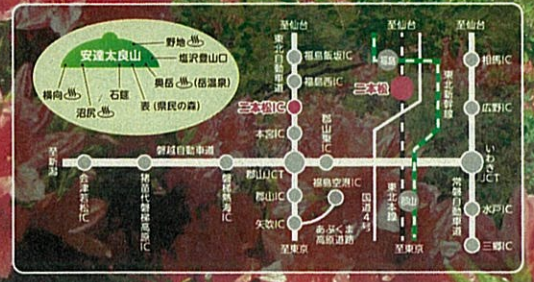 至仙台
至仙台
至仙台
野地♨
安達太良山
塩沢登山口
奥岳♨(岳温泉)
横向♨
石筵
沼尻♨
表(県民の森)
東北自動車道
福島飯坂IC
福島西IC
二本松IC
本宮IC
郡山東IC
福島
二本松
東北新幹線
相馬IC
広野IC
いわきJCT
至新潟
磐越自動車道
会津若松IC
猪苗代磐梯高原IC
磐梯熱海IC
郡山JCT
郡山IC
福島空港IC
矢吹IC
あぶくま高原道路
国道4号
東北本線
郡山
常磐自動車道
水戸IC
三郷IC
至東京
至東京